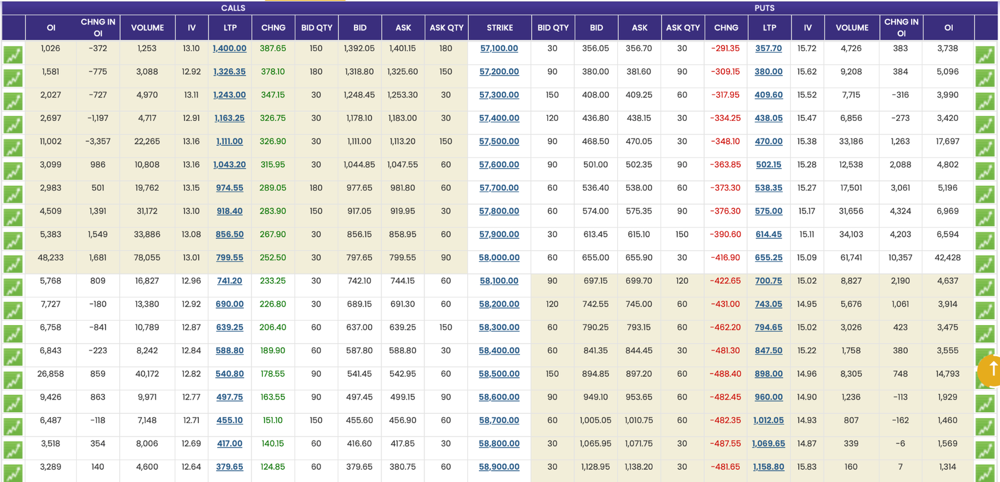 CALLS PUTS
OI CHNG IN OI VOLUME IV LTP CHNG BID QTY BID ASK ASK QTY STRIKE BID QTY BID ASK ASK QTY CHNG LTP IV VOLUME CHNG IN OI OI
1,026 -372 1,253 13.10 1,400.00 387.65 150 1,392.05 1,401.15 180 57,100.00 30 356.05 356.70 30 -291.35 357.70 15.72 4,726 383 3,738
1,581 -775 3,088 12.92 1,326.35 378.10 180 1,318.80 1,325.60 150 57,200.00 90 380.00 381.60 90 -309.15 380.00 15.62 9,208 384 5,096
2,027 -727 4,970 13.11 1,243.00 347.15 30 1,248.45 1,253.30 30 57,300.00 150 408.00 409.25 60 -317.95 409.60 15.52 7,715 -316 3,990
2,697 -1,197 4,717 12.91 1,163.25 326.75 30 1,178.10 1,183.00 30 57,400.00 120 436.80 438.15 30 -334.25 438.05 15.47 6,856 -273 3,420
11,002 -3,357 22,265 13.16 1,111.00 326.90 30 1,111.00 1,113.20 150 57,500.00 90 468.50 470.05 30 -348.10 470.00 15.38 33,186 1,263 17,697
3,099 986 10,808 13.16 1,043.20 315.95 30 1,044.85 1,047.55 60 57,600.00 90 501.00 502.35 90 -363.85 502.15 15.28 12,538 2,088 4,802
2,983 501 19,762 13.15 974.55 289.05 180 977.65 981.80 60 57,700.00 60 536.40 538.00 60 -373.30 538.35 15.27 17,501 3,061 5,196
4,509 1,391 31,172 13.10 918.40 283.90 150 917.05 919.95 30 57,800.00 60 574.00 575.35 90 -376.30 575.00 15.17 31,656 4,324 6,969
5,383 1,549 33,886 13.08 856.50 267.90 30 856.15 858.95 60 57,900.00 30 613.45 615.10 150 -390.60 614.45 15.11 34,103 4,203 6,594
48,233 1,681 78,055 13.01 799.55 252.50 30 797.65 799.55 90 58,000.00 60 655.00 655.90 30 -416.90 655.25 15.09 61,741 10,357 42,428
5,768 809 16,827 12.96 741.20 233.25 30 742.10 744.15 60 58,100.00 90 697.15 699.70 120 -422.65 700.75 15.02 8,827 2,190 4,637
7,727 -180 13,380 12.92 690.00 226.80 30 689.15 691.30 60 58,200.00 120 742.55 745.00 60 -431.00 743.05 14.95 5,676 1,061 3,914
6,758 -841 10,789 12.87 639.25 206.40 60 637.00 639.25 150 58,300.00 60 790.25 793.15 60 -462.20 794.65 15.02 3,026 423 3,475
6,843 -223 8,242 12.84 588.80 189.90 60 587.80 588.80 30 58,400.00 60 841.35 844.45 30 -481.30 847.50 15.22 1,758 380 3,555
26,858 859 40,172 12.82 540.80 178.55 90 541.45 542.95 60 58,500.00 150 894.85 897.20 60 -488.40 898.00 14.96 8,305 748 14,793
9,426 863 9,971 12.77 497.75 163.55 90 497.45 499.15 90 58,600.00 90 949.10 953.65 60 -482.45 960.00 14.90 1,236 -113 1,929
6,487 -118 7,148 12.71 455.10 151.10 150 455.60 456.90 60 58,700.00 60 1,005.05 1,010.75 60 -482.35 1,012.05 14.93 807 -162 1,460
3,518 354 8,006 12.69 417.00 140.15 60 416.60 417.85 30 58,800.00 30 1,065.95 1,071.75 30 -487.55 1,069.65 14.87 339 -6 1,569
3,289 140 4,600 12.64 379.65 124.85 60 379.65 380.75 60 58,900.00 30 1,128.95 1,138.20 30 -481.65 1,158.80 15.83 160 7 1,314